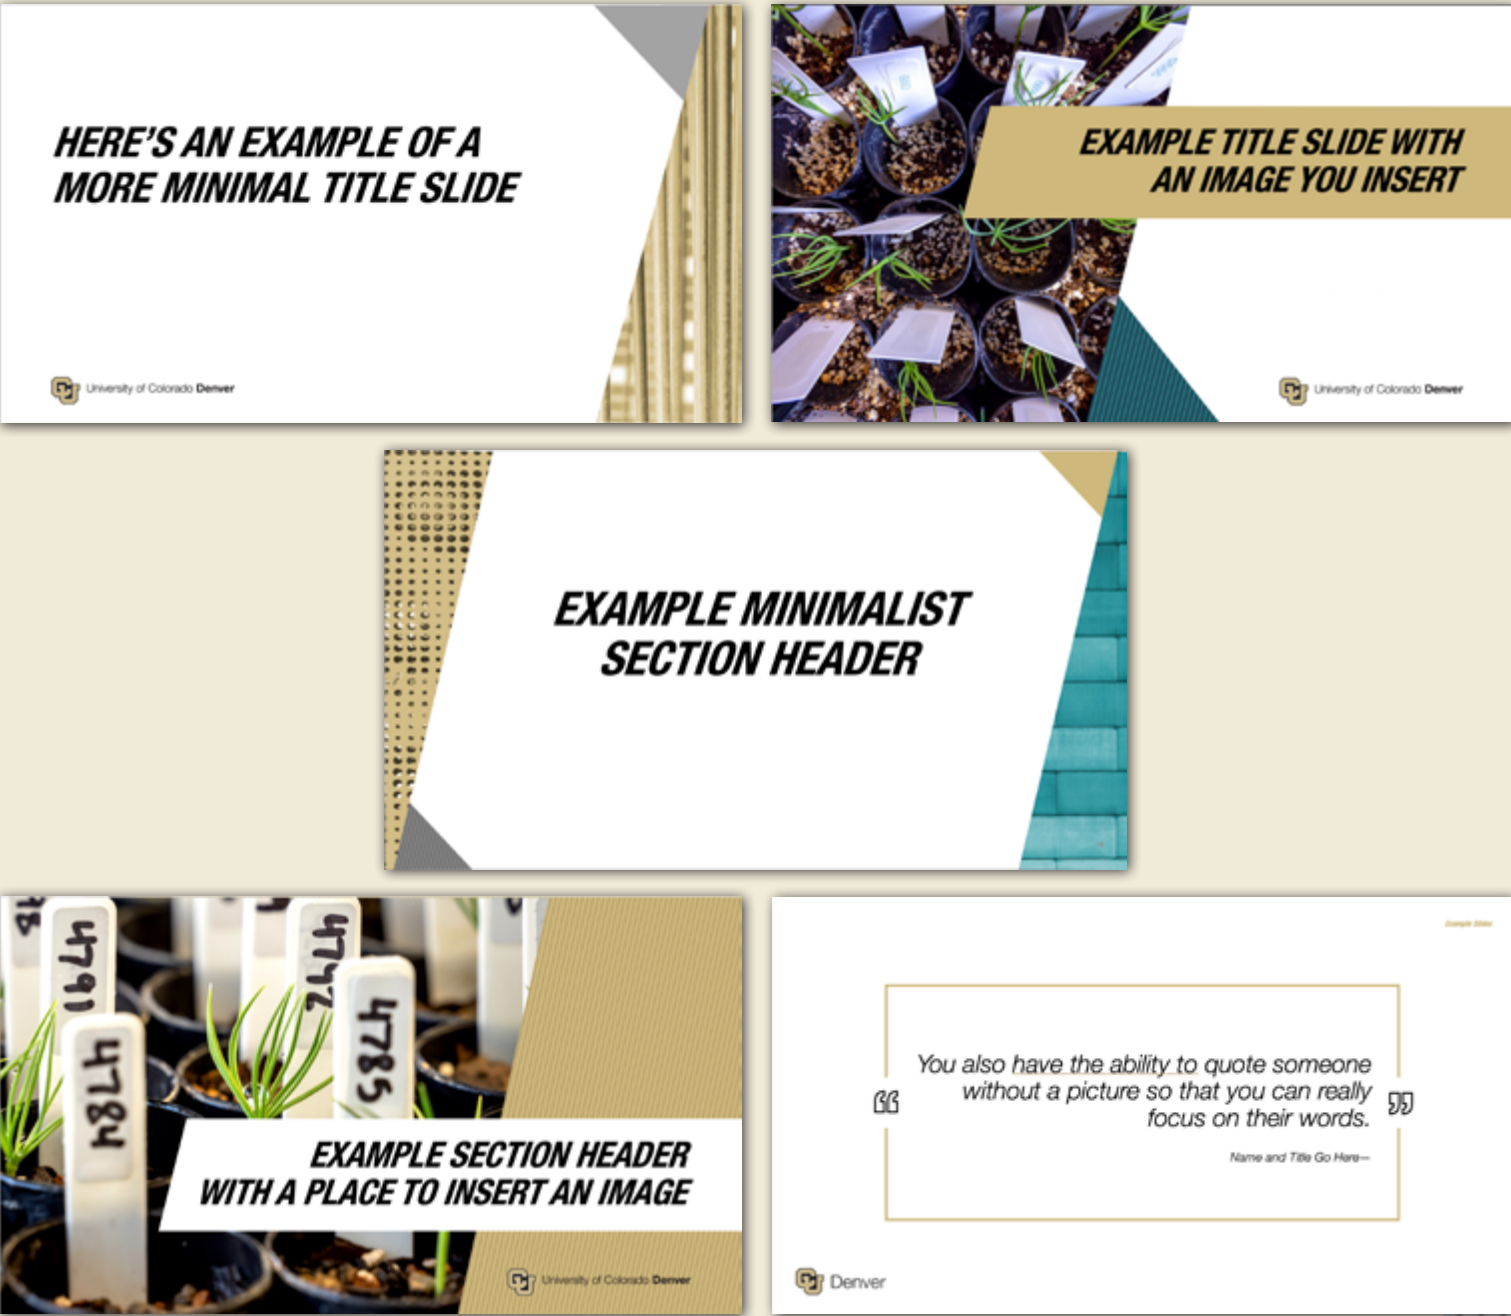 HERE'S AN EXAMPLE OF A
MORE MINIMAL TITLE SLIDE
University of Colorado Denver
EXAMPLE TITLE SLIDE WITH
AN IMAGE YOU INSERT
University of Colorado Denver
EXAMPLE MINIMALIST
SECTION HEADER
4791
4784
4785
EXAMPLE SECTION HEADER
WITH A PLACE TO INSERT AN IMAGE
University of Colorado Denver
Example Slides
“
You also have the ability to quote someone
without a picture so that you can really
focus on their words.
”
Name and Title Go Here—
Denver